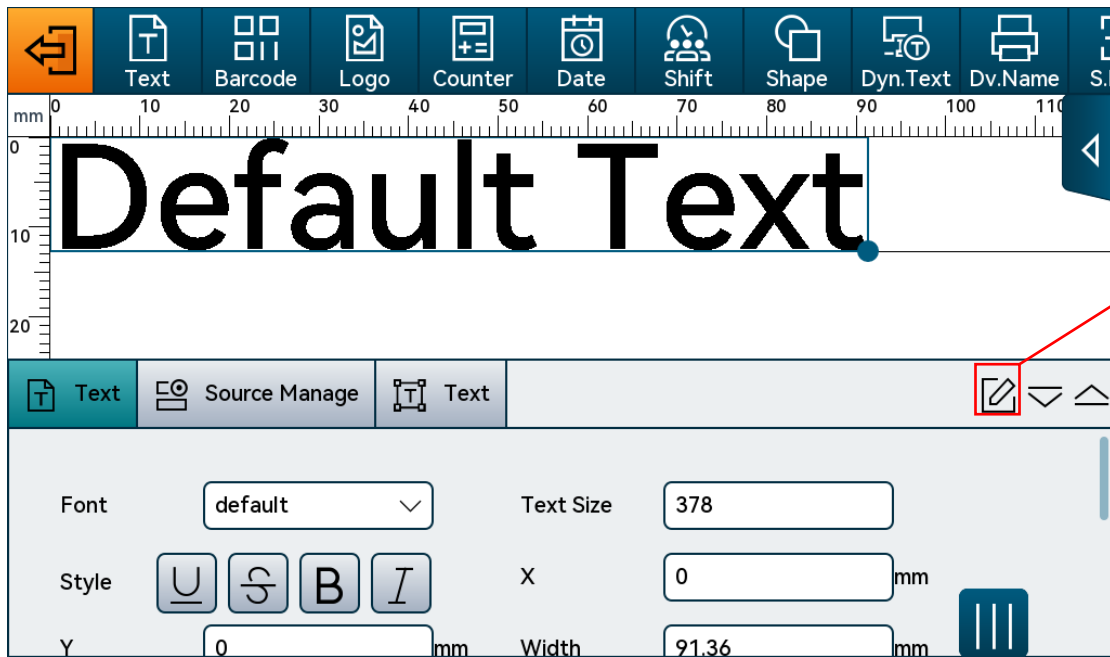 Text Barcode Logo Counter Date Shift Shape Dyn.Text Dv.Name S.
mm 0 10 20 30 40 50 60 70 80 90 100 110
0
Default Text
10
20
Text Source Manage Text
Font default Text Size 378
Style U S B I X 0 mm
Y 0 mm Width 91.36 mm